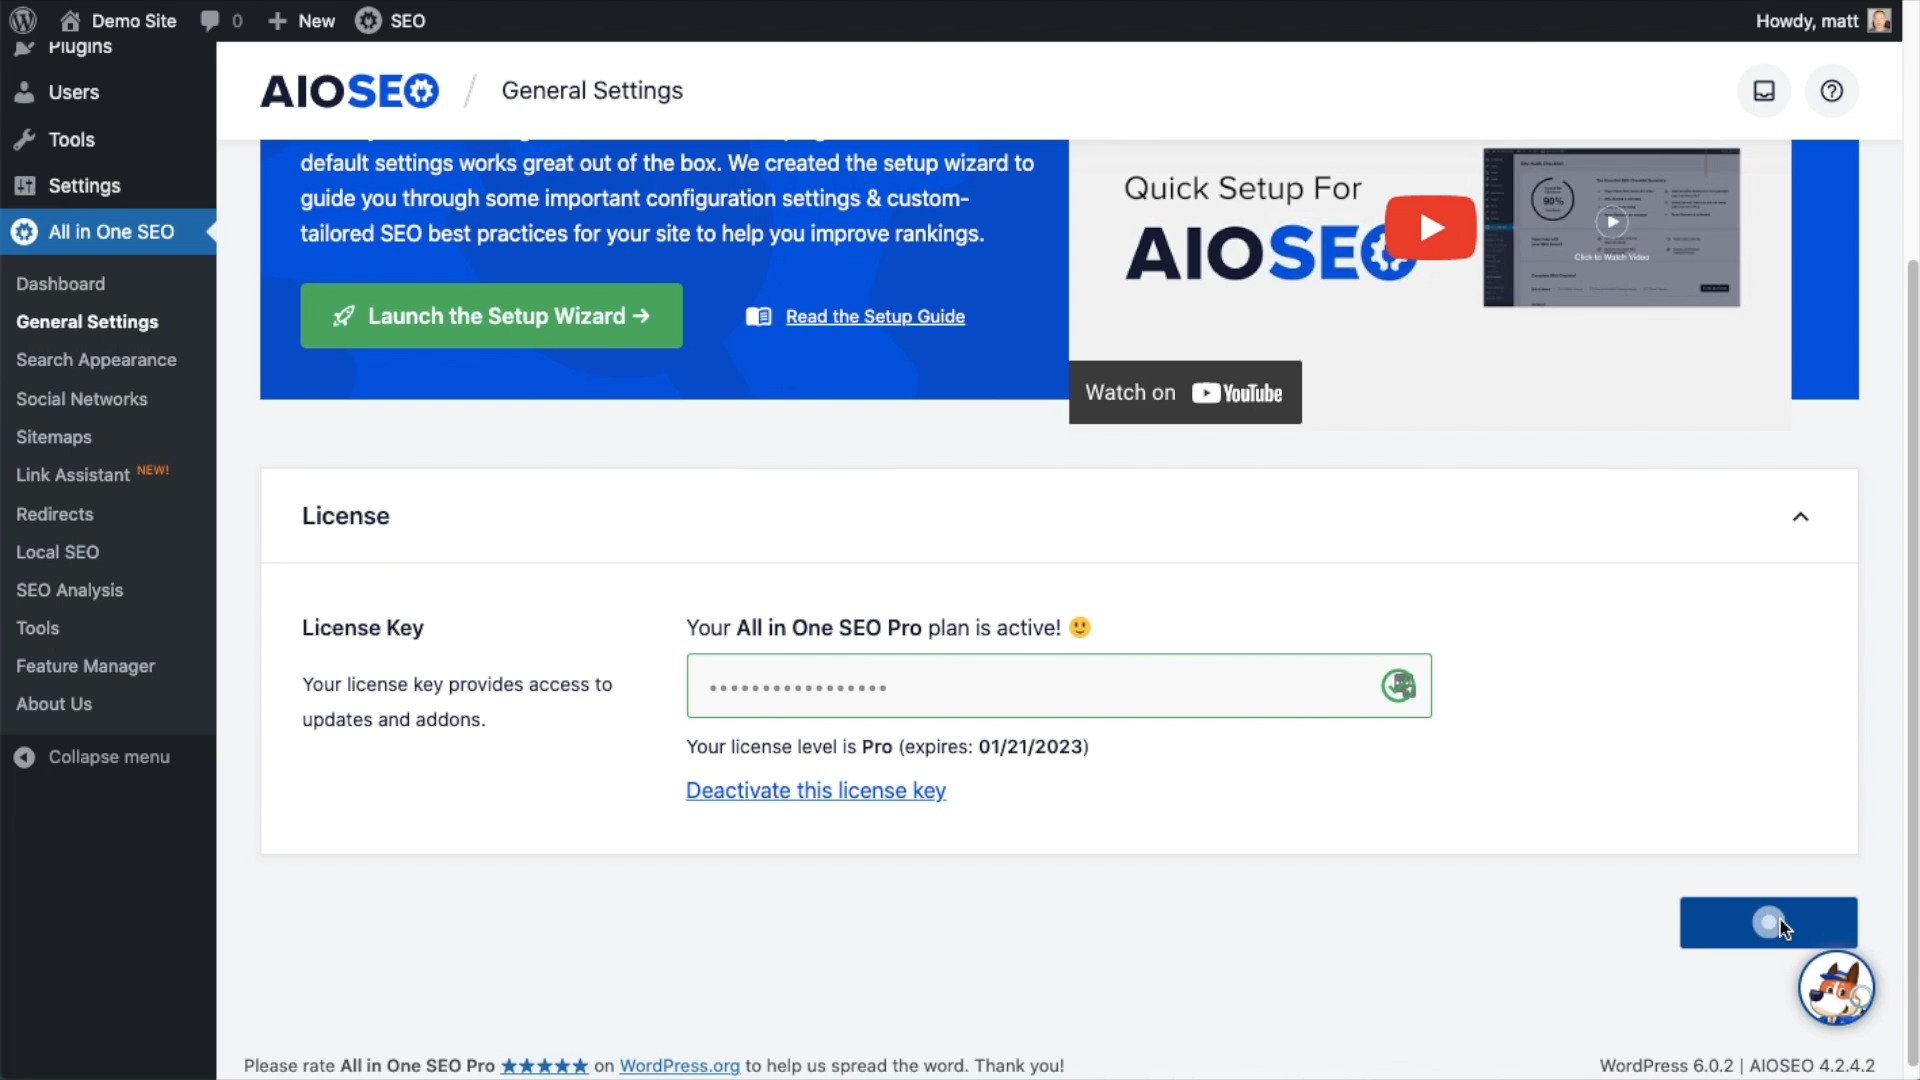 Demo Site
0
New
SEO
Howdy, matt
Plugins
Users
Tools
Settings
All in One SEO
Dashboard
General Settings
Search Appearance
Social Networks
Sitemaps
Link Assistant NEW!
Redirects
Local SEO
SEO Analysis
Tools
Feature Manager
About Us
Collapse menu
AIOSEO / General Settings
default settings works great out of the box. We created the setup wizard to
guide you through some important configuration settings & custom-
tailored SEO best practices for your site to help you improve rankings.
Launch the Setup Wizard →
Read the Setup Guide
Quick Setup For
AIOSEO
90%
Click to Watch Video
Watch on YouTube
License
License Key
Your license key provides access to
updates and addons.
Your All in One SEO Pro plan is active! 🙂
•••••••••••••••••
Your license level is Pro (expires: 01/21/2023)
Deactivate this license key
Please rate All in One SEO Pro ★★★★★ on WordPress.org to help us spread the word. Thank you!
WordPress 6.0.2 | AIOSEO 4.2.4.2